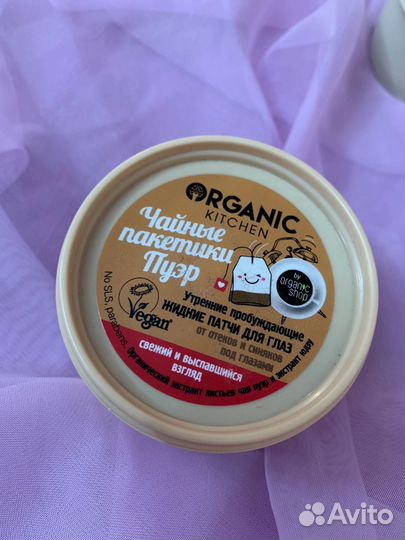 ORGANIC
KITCHEN
Чайные
пакетики
Пуэр
by
organic
shop
Утренние пробуждающие
ЖИДКИЕ ПАТЧИ ДЛЯ ГЛАЗ
от отеков и синяков
под глазами
Vegan
СВЕЖИЙ И ВЫСПАВШИЙСЯ
ВЗГЛЯД
No SLS, parabens.
Органический экстракт листьев чая пуэр и экстракт юдзу
Avito